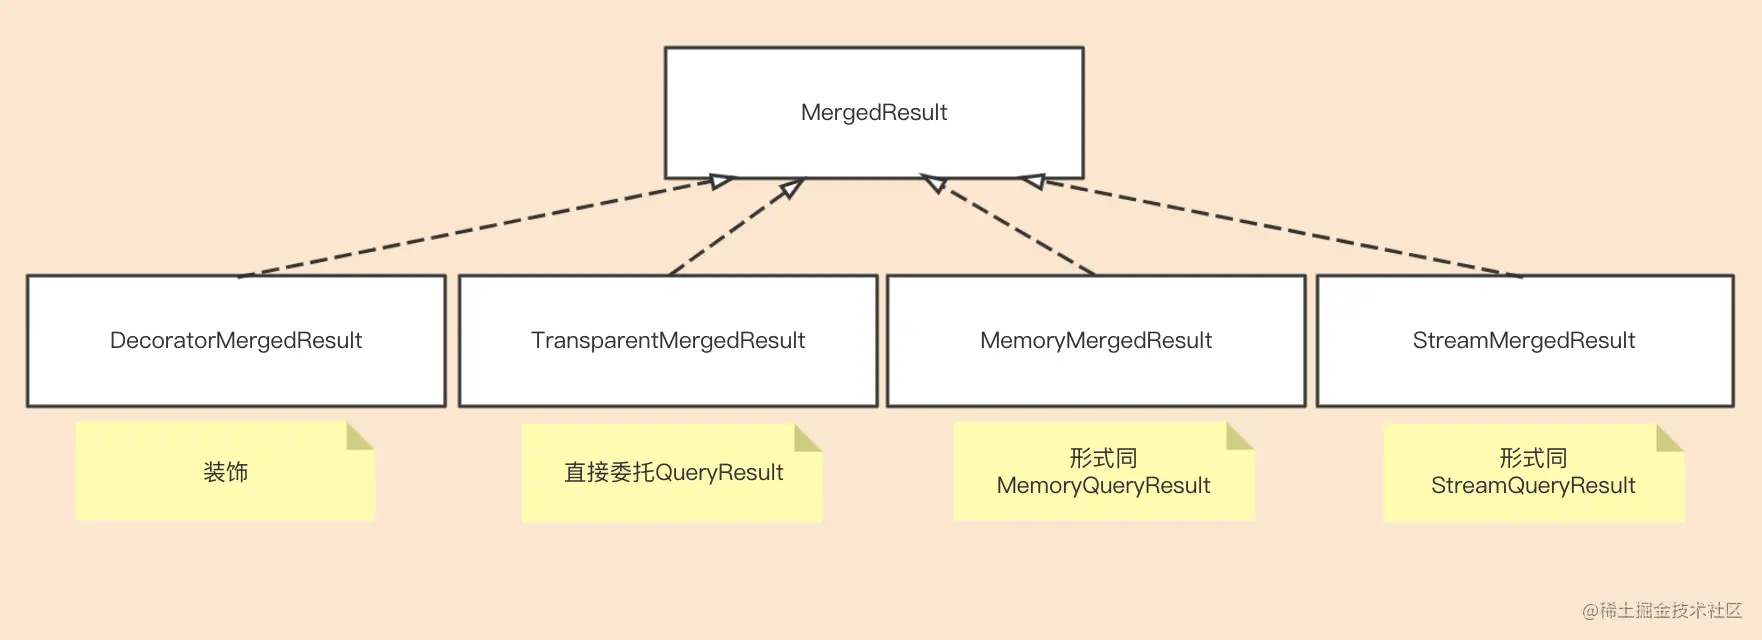 MergedResult
DecoratorMergedResult
TransparentMergedResult
MemoryMergedResult
StreamMergedResult
装饰
直接委托QueryResult
形式同
MemoryQueryResult
形式同
StreamQueryResult
@稀土掘金技术社区